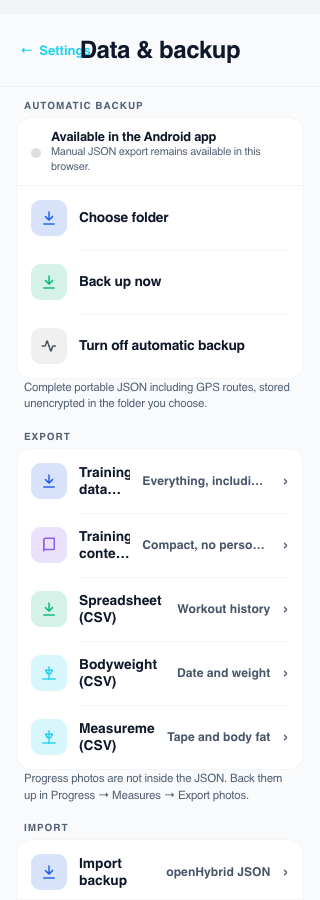 ← Settings
Data & backup
AUTOMATIC BACKUP
Available in the Android app
Manual JSON export remains available in this
browser.
Choose folder
Back up now
Turn off automatic backup
Complete portable JSON including GPS routes, stored
unencrypted in the folder you choose.
EXPORT
Training
data…
Everything, includi… ›
Training
conte…
Compact, no perso… ›
Spreadsheet
(CSV)
Workout history ›
Bodyweight
(CSV)
Date and weight ›
Measureme
(CSV)
Tape and body fat ›
Progress photos are not inside the JSON. Back them
up in Progress → Measures → Export photos.
IMPORT
Import
backup
openHybrid JSON ›